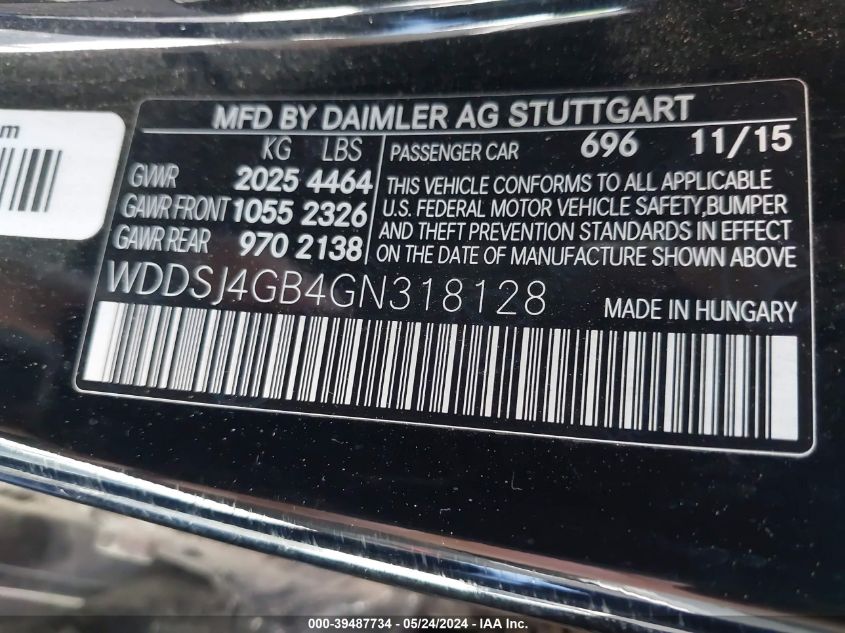 m
MFD BY DAIMLER AG STUTTGART
KG LBS
GVWR 2025 4464
GAWR FRONT 1055 2326
GAWR REAR 970 2138
PASSENGER CAR 696 11/15
THIS VEHICLE CONFORMS TO ALL APPLICABLE
U.S. FEDERAL MOTOR VEHICLE SAFETY,BUMPER
AND THEFT PREVENTION STANDARDS IN EFFECT
ON THE DATE OF MANUFACTURE SHOWN ABOVE
WDDSJ4GB4GN318128
MADE IN HUNGARY
000-39487734 - 05/24/2024 - IAA Inc.